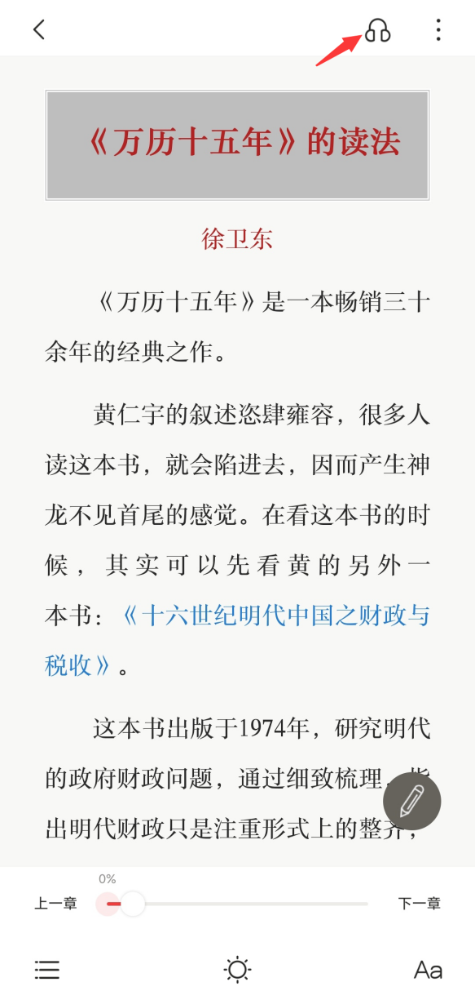 《万历十五年》的读法
徐卫东
《万历十五年》是一本畅销三十
余年的经典之作。
黄仁宇的叙述恣肆雍容，很多人
读这本书，就会陷进去，因而产生神
龙不见首尾的感觉。在看这本书的时
候，其实可以先看黄的另外一
本书：《十六世纪明代中国之财政与
税收》。
这本书出版于1974年，研究明代
的政府财政问题，通过细致梳理，指
出明代财政只是注重形式上的整齐，
0%
上一章
下一章
Aa